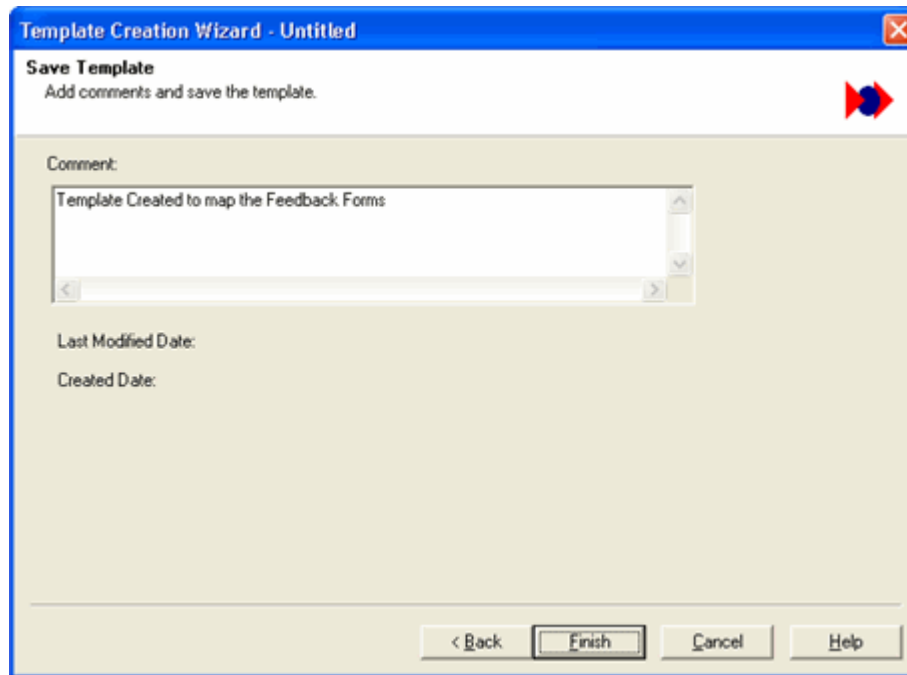 Template Creation Wizard - Untitled
Save Template
Add comments and save the template.
Comment:
Template Created to map the Feedback Forms
Last Modified Date:
Created Date:
< Back Finish Cancel Help